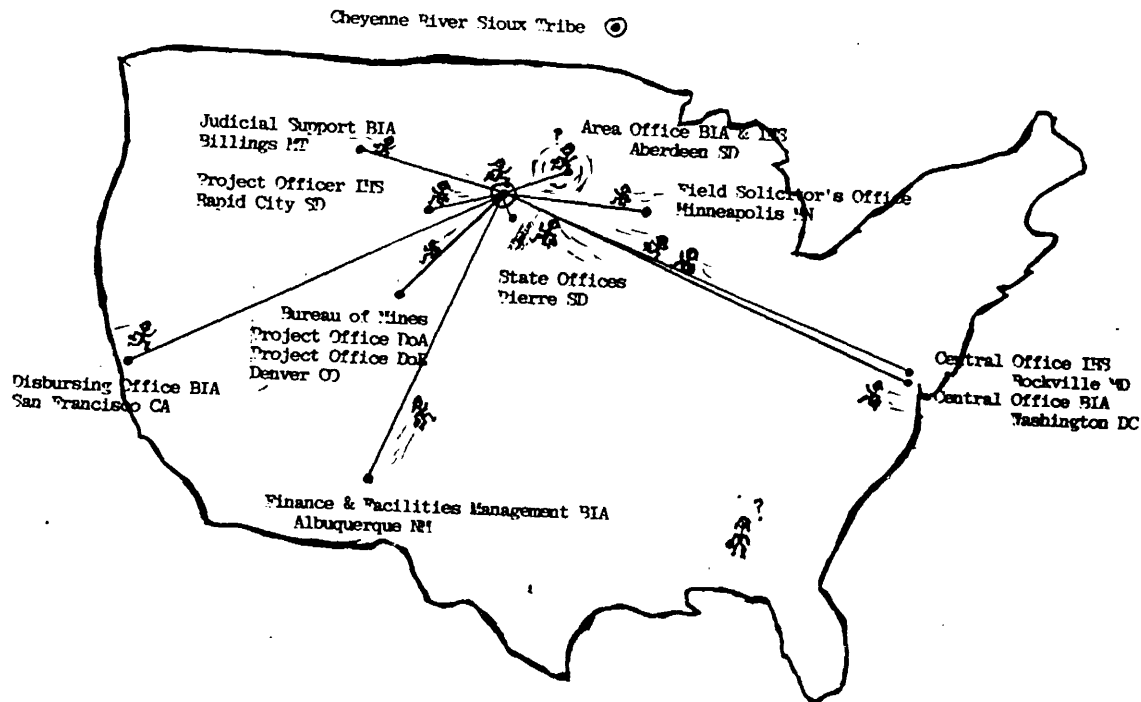 Cheyenne River Sioux Tribe
Judicial Support BIA
Billings MT
?
Area Office BIA & IHS
Aberdeen SD
Project Officer IHS
Rapid City SD
Field Solicitor's Office
Minneapolis MN
State Offices
Pierre SD
Bureau of Mines
Project Office DoA
Project Office DoE
Denver CO
Disbursing Office BIA
San Francisco CA
Central Office IHS
Rockville MD
Central Office BIA
Washington DC
Finance & Facilities Management BIA
Albuquerque NM
?